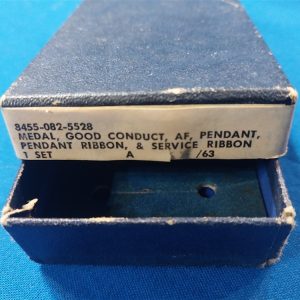 8455-082-5528
MEDAL, GOOD CONDUCT, AF, PENDANT,
PENDANT RIBBON, & SERVICE RIBBON
1 SET A /63